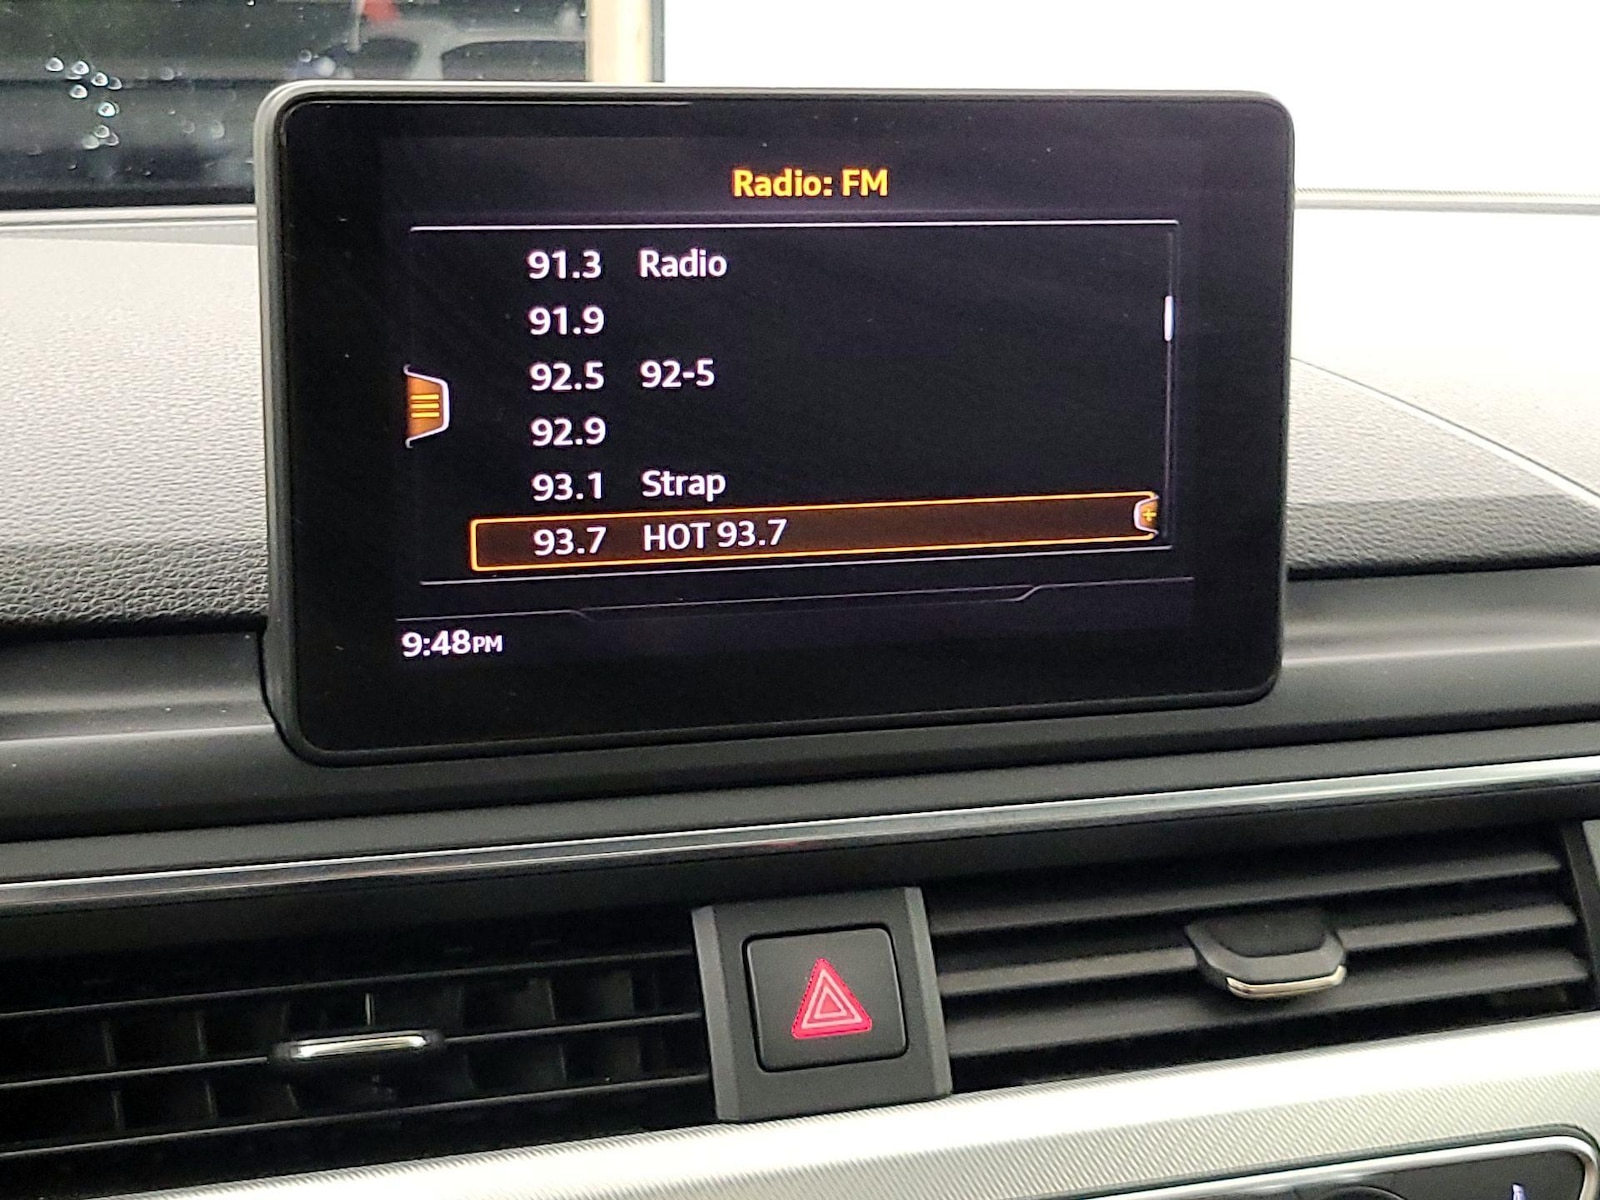 Radio: FM
91.3 Radio
91.9
92.5 92-5
92.9
93.1 Strap
93.7 HOT 93.7
9:48PM